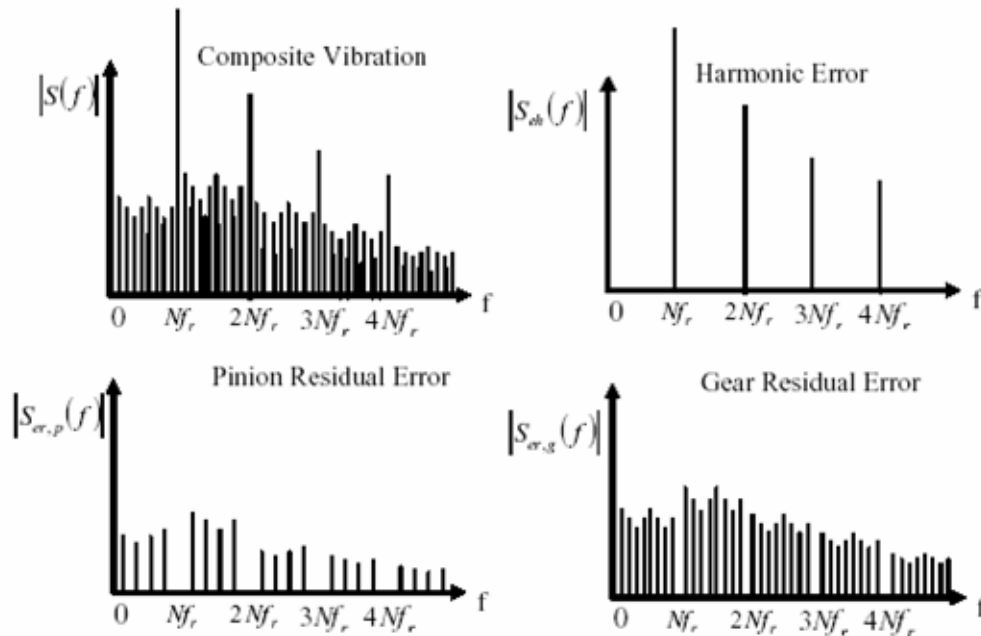 Composite Vibration
|S(f)|
f
0 Nf_r 2Nf_r 3Nf_r 4Nf_r
Harmonic Error
|S_eh(f)|
f
0 Nf_r 2Nf_r 3Nf_r 4Nf_r
Pinion Residual Error
|S_er,p(f)|
f
0 Nf_r 2Nf_r 3Nf_r 4Nf_r
Gear Residual Error
|S_er,g(f)|
f
0 Nf_r 2Nf_r 3Nf_r 4Nf_r